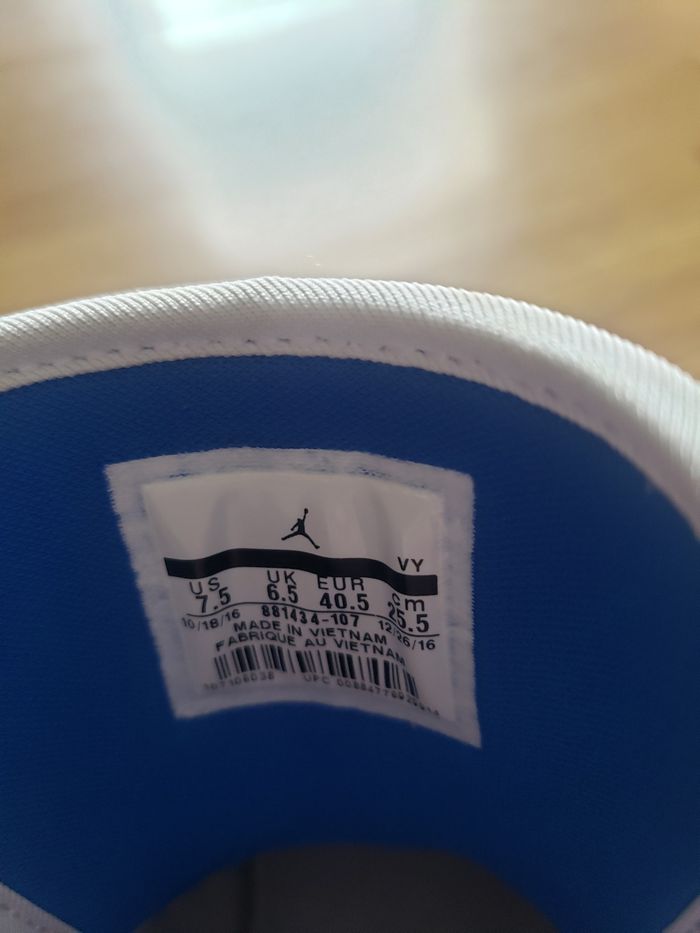 VY
US UK EUR cm
7.5 6.5 40.5 25.5
10/18/16 881434-107 12/26/16
MADE IN VIETNAM
FABRIQUE AU VIETNAM
UPC